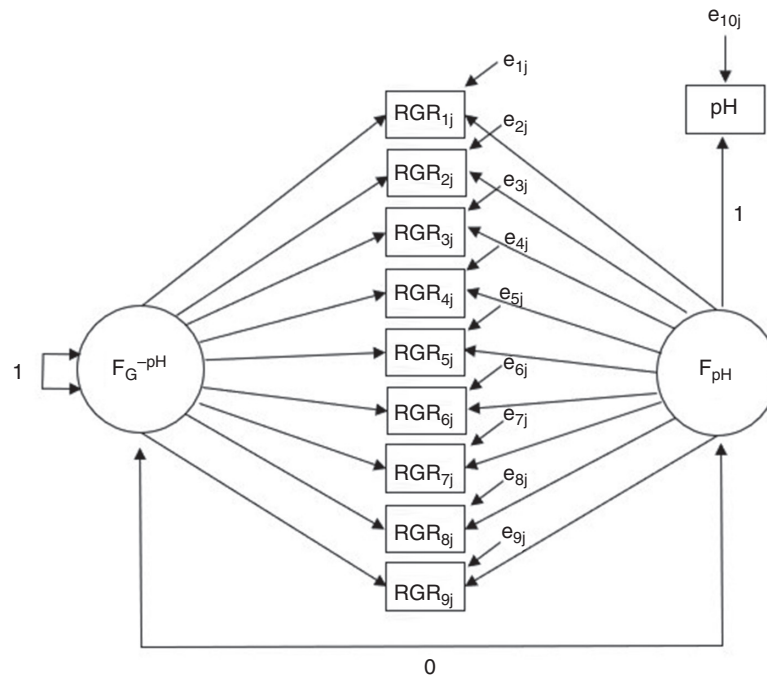 e10j
e1j
RGR1j
pH
e2j
RGR2j
e3j
RGR3j
1
e4j
RGR4j
e5j
1
FG−pH
RGR5j
FpH
e6j
RGR6j
e7j
RGR7j
e8j
RGR8j
e9j
RGR9j
0